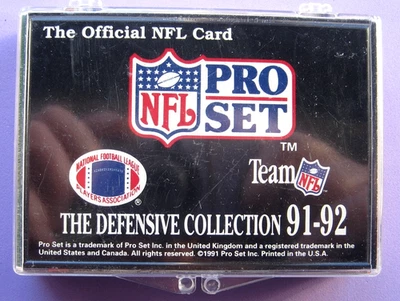 The Official NFL Card
NFL
PRO
SET
TM
NATIONAL FOOTBALL LEAGUE
PLAYERS ASSOCIATION
®
Team NFL
THE DEFENSIVE COLLECTION 91-92
Pro Set is a trademark of Pro Set Inc. in the United Kingdom and a registered trademark in the
United States and Canada. All rights reserved. ©1991 Pro Set Inc. Printed in the U.S.A.